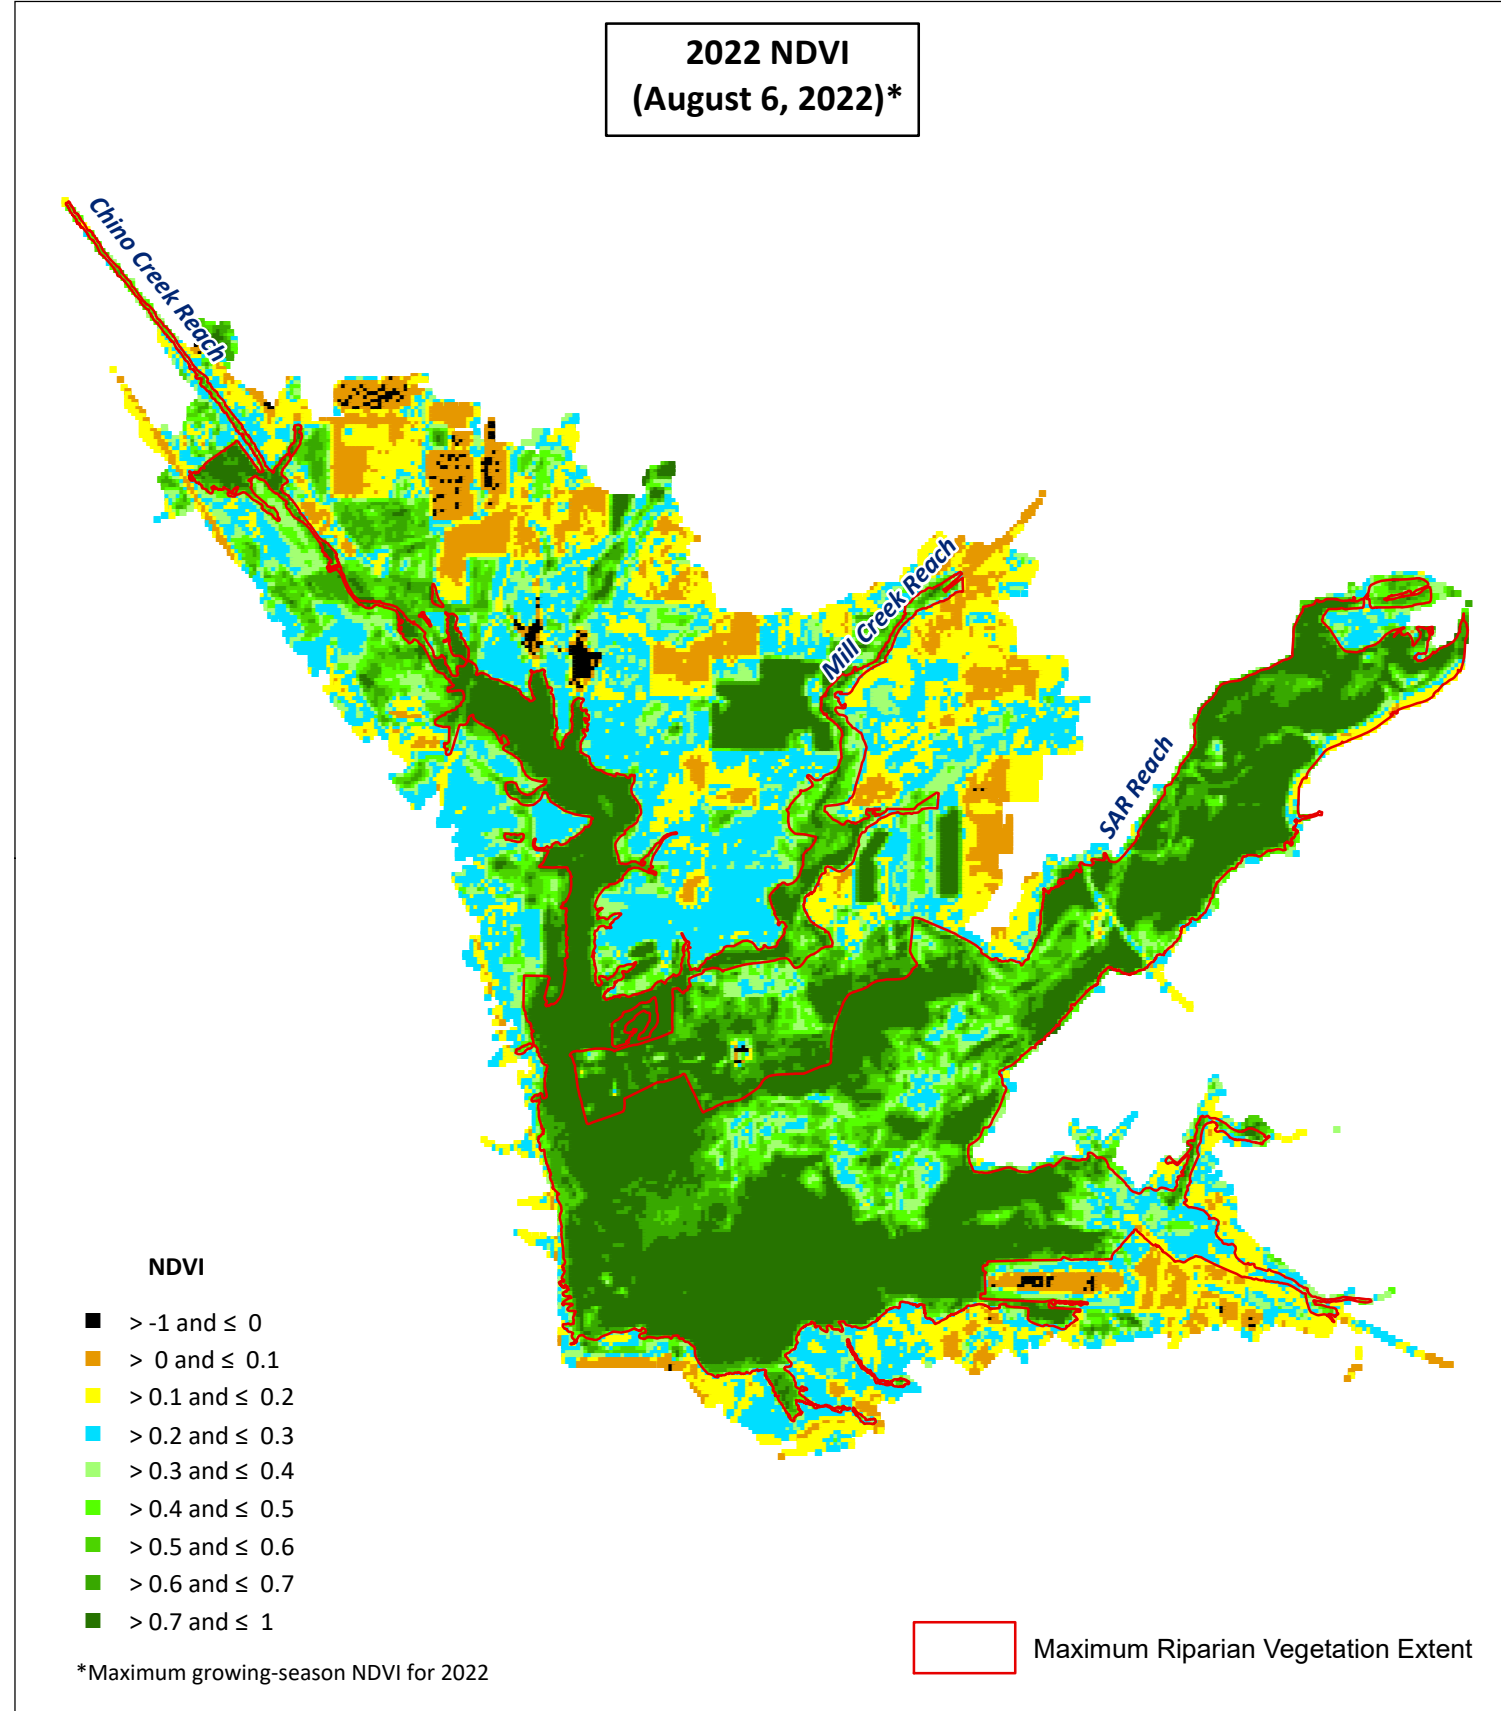 2022 NDVI
(August 6, 2022)*
Chino Creek Reach
Mill Creek Reach
SAR Reach
NDVI
> -1 and ≤ 0
> 0 and ≤ 0.1
> 0.1 and ≤ 0.2
> 0.2 and ≤ 0.3
> 0.3 and ≤ 0.4
> 0.4 and ≤ 0.5
> 0.5 and ≤ 0.6
> 0.6 and ≤ 0.7
> 0.7 and ≤ 1
*Maximum growing-season NDVI for 2022
Maximum Riparian Vegetation Extent